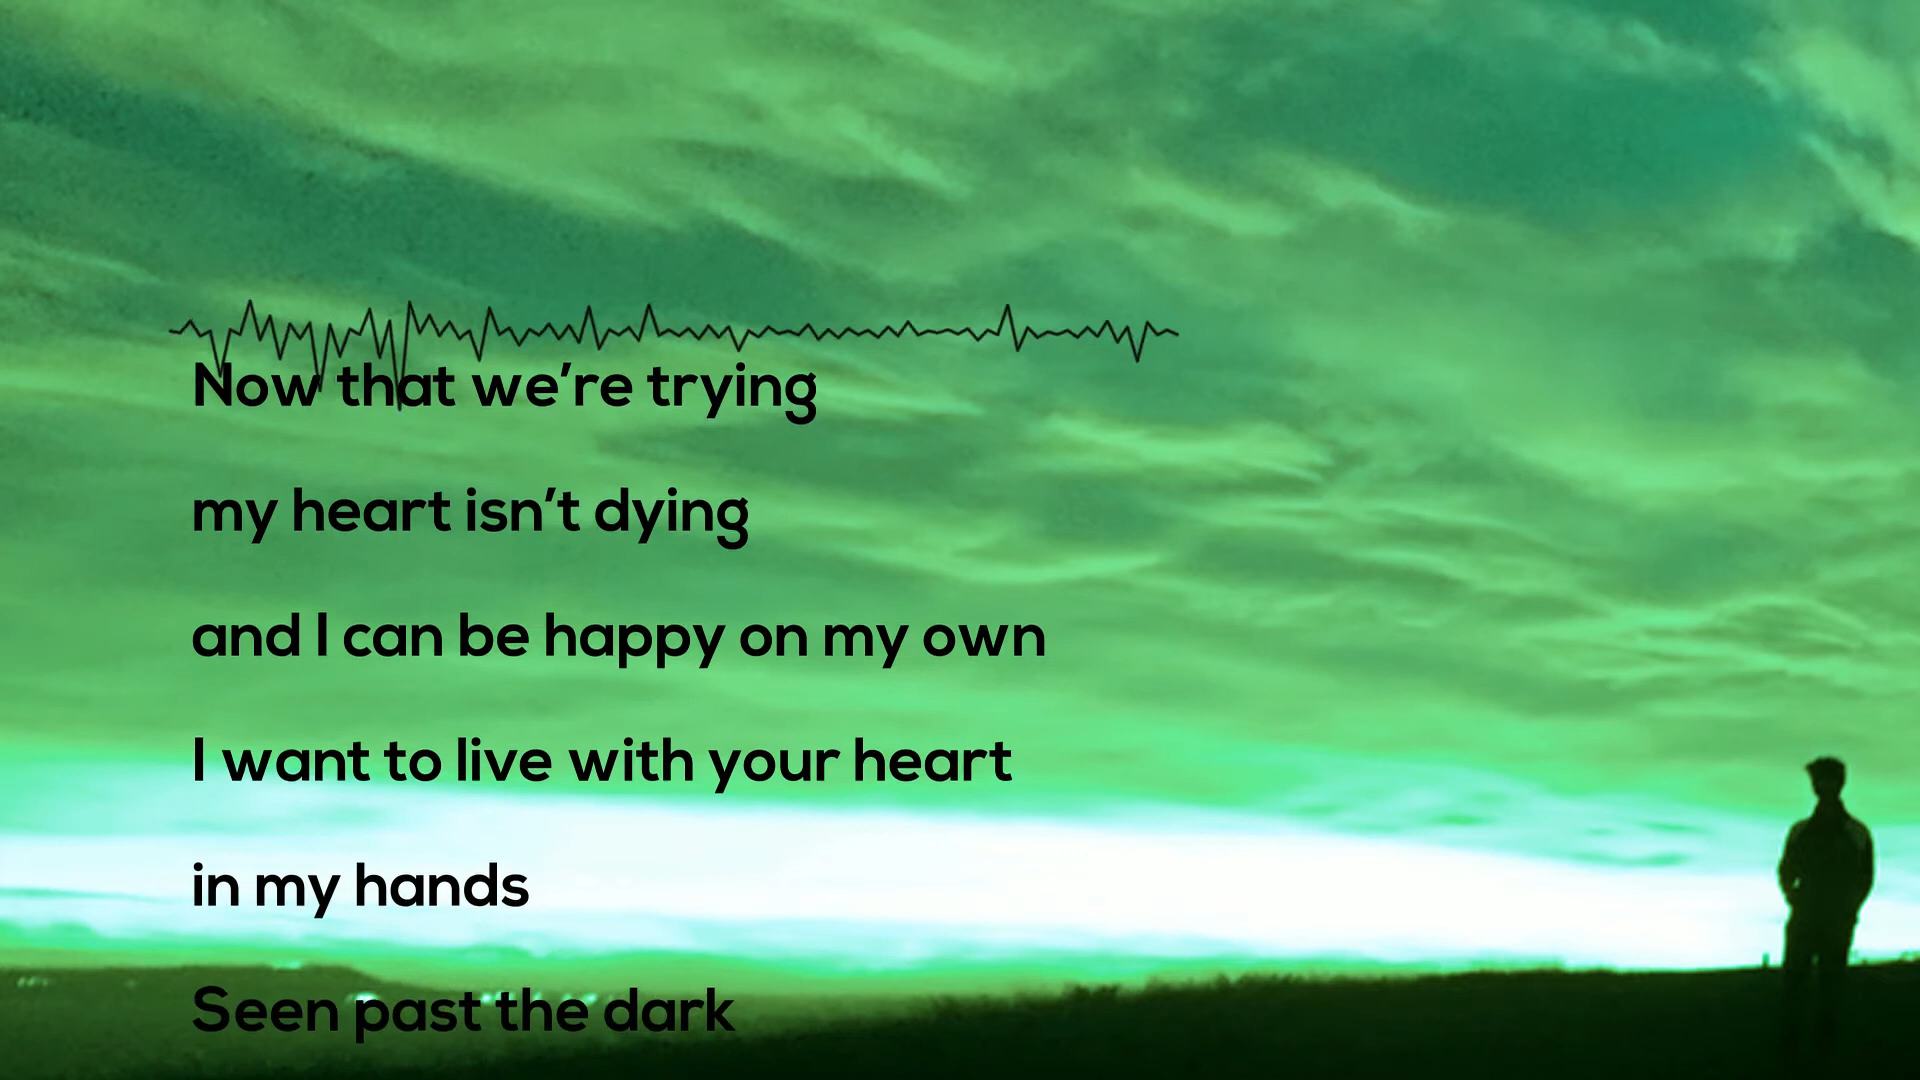 Now that we’re trying
my heart isn’t dying
and I can be happy on my own
I want to live with your heart
in my hands
Seen past the dark